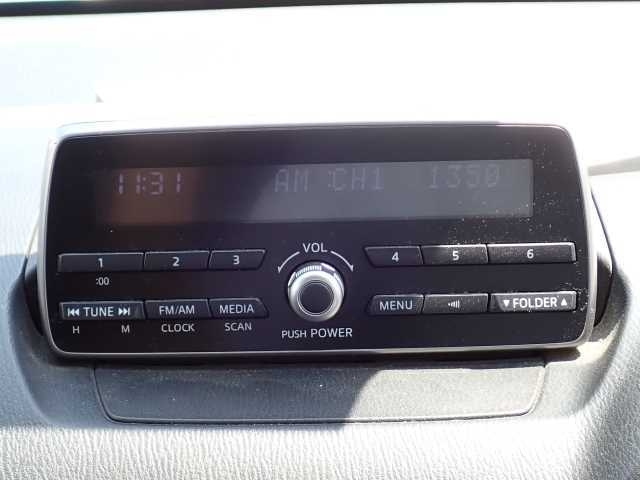 11:31 AM CH1 1350
VOL
1 2 3 4 5 6
:00
⏮ TUNE ⏭ FM/AM MEDIA MENU ▼ FOLDER ▲
H M CLOCK SCAN PUSH POWER